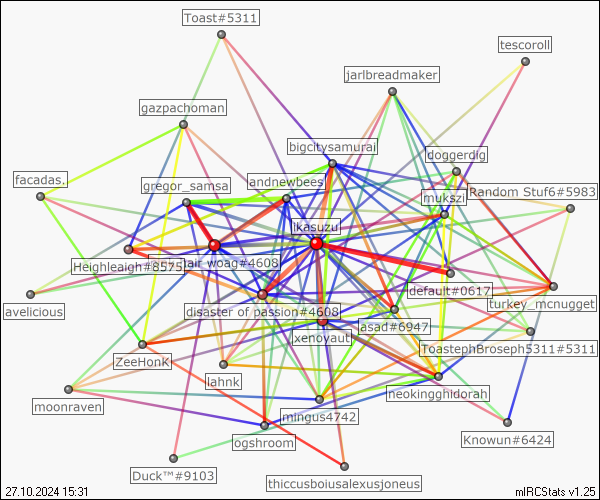 Toast#5311
tescoroll
jarlbreadmaker
gazpachoman
bigcitysamurai
doggerdig
facadas.
gregor_samsa
andnewbees
mukszi
Random Stuf6#5983
Ikasuzu
Heighleaigh#8575
hair_woag#4608
default#0617
avelicious
disaster of passion#4608
turkey_mcnugget
xenoyaut
asad#6947
ZeeHonk
ToastephBroseph5311#5311
lahnk
neokingghidorah
moonraven
mingus4742
ogshroom
Knowun#6424
Duck™#9103
thiccusboiusalexusjoneus
27.10.2024 15:31
mIRCStats v1.25